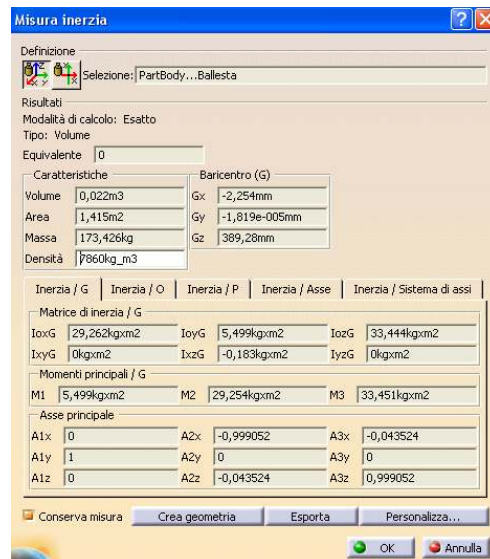 Misura inerzia
Definizione
Selezione: PartBody...Ballesta
Risultati
Modalità di calcolo: Esatto
Tipo: Volume
Equivalente 0
Caratteristiche Baricentro (G)
Volume 0,022m3 Gx -2,254mm
Area 1,415m2 Gy -1,819e-005mm
Massa 173,426kg Gz 389,28mm
Densità 7860kg_m3
Inerzia / G Inerzia / O Inerzia / P Inerzia / Asse Inerzia / Sistema di assi
Matrice di inerzia / G
IoxG 29,262kgxm2 IoyG 5,499kgxm2 IozG 33,444kgxm2
IxyG 0kgxm2 IxzG -0,183kgxm2 IyzG 0kgxm2
Momenti principali / G
M1 5,499kgxm2 M2 29,254kgxm2 M3 33,451kgxm2
Asse principale
A1x 0 A2x -0,999052 A3x -0,043524
A1y 1 A2y 0 A3y 0
A1z 0 A2z -0,043524 A3z 0,999052
Conserva misura Crea geometria Esporta Personalizza...
OK Annulla